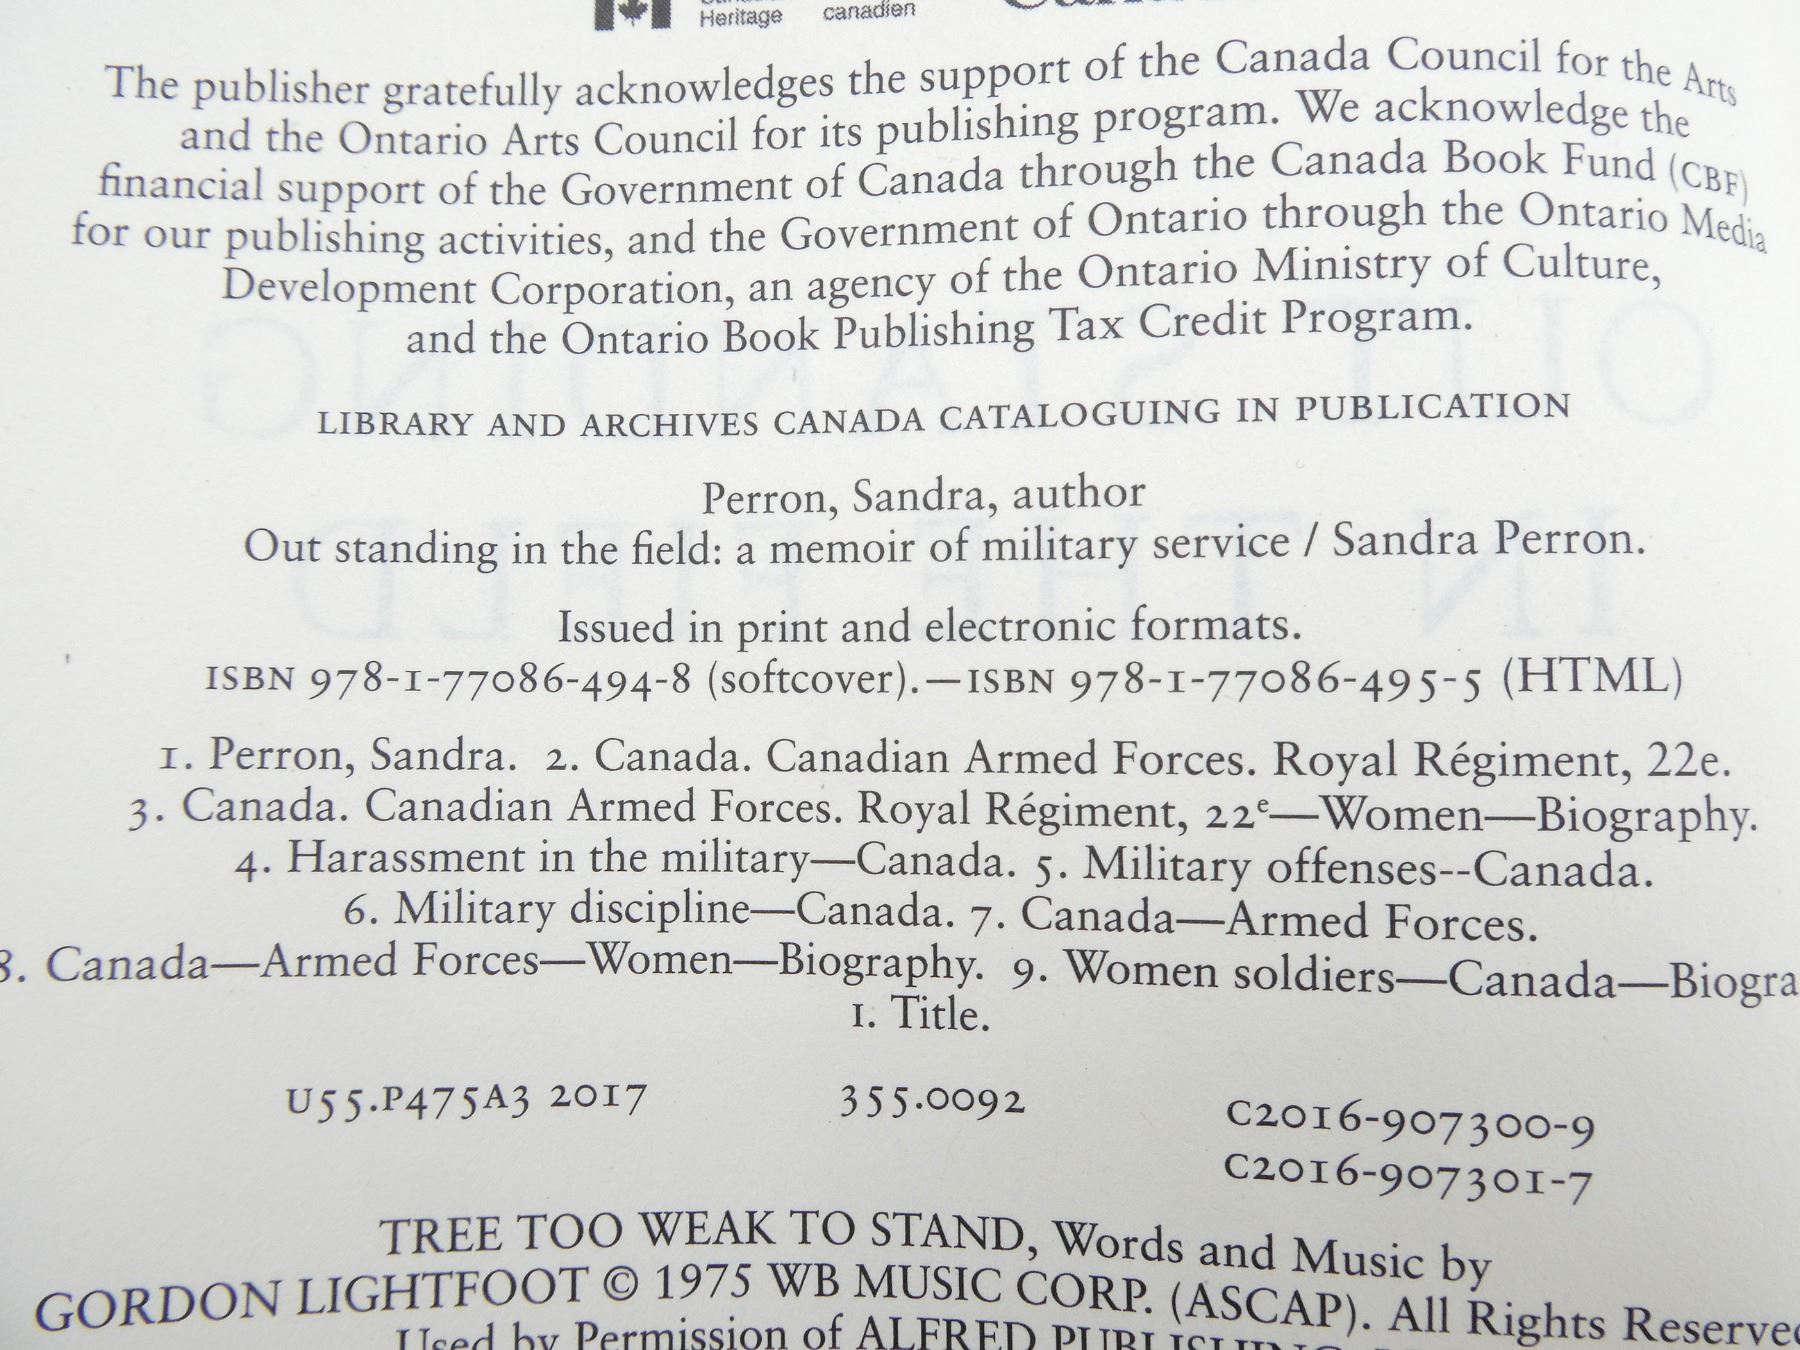 Heritage canadien
The publisher gratefully acknowledges the support of the Canada Council for the Arts
and the Ontario Arts Council for its publishing program. We acknowledge the
financial support of the Government of Canada through the Canada Book Fund (CBF)
for our publishing activities, and the Government of Ontario through the Ontario Media
Development Corporation, an agency of the Ontario Ministry of Culture,
and the Ontario Book Publishing Tax Credit Program.
LIBRARY AND ARCHIVES CANADA CATALOGUING IN PUBLICATION
Perron, Sandra, author
Out standing in the field: a memoir of military service / Sandra Perron.
Issued in print and electronic formats.
ISBN 978-1-77086-494-8 (softcover).—ISBN 978-1-77086-495-5 (HTML)
1. Perron, Sandra. 2. Canada. Canadian Armed Forces. Royal Régiment, 22e.
3. Canada. Canadian Armed Forces. Royal Régiment, 22e—Women—Biography.
4. Harassment in the military—Canada. 5. Military offenses--Canada.
6. Military discipline—Canada. 7. Canada—Armed Forces.
8. Canada—Armed Forces—Women—Biography. 9. Women soldiers—Canada—Biogra
I. Title.
U55.P475A3 2017 355.0092 C2016-907300-9
C2016-907301-7
TREE TOO WEAK TO STAND, Words and Music by
GORDON LIGHTFOOT © 1975 WB MUSIC CORP. (ASCAP). All Rights Reserved
Used by Permission of ALFRED PUBLISHING